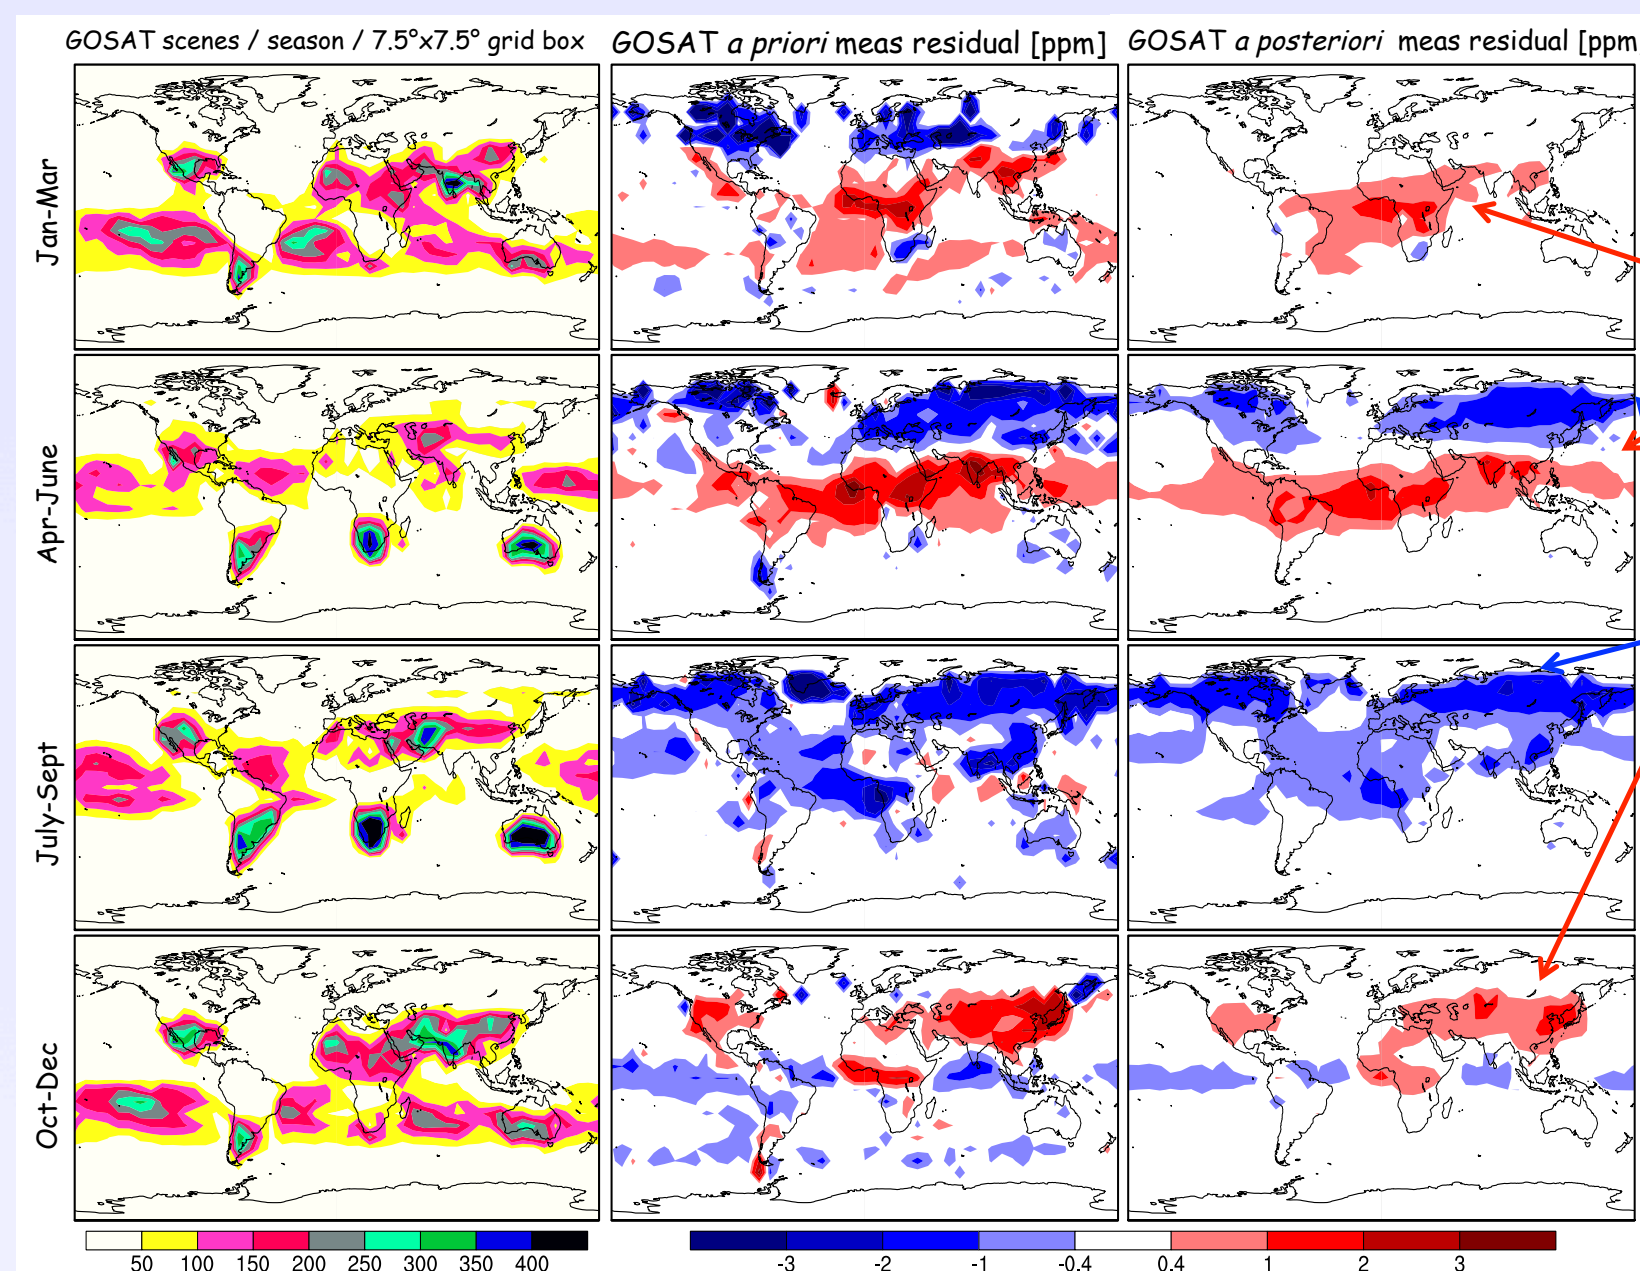 GOSAT scenes / season / 7.5°x7.5° grid box
GOSAT a priori meas residual [ppm]
GOSAT a posteriori meas residual [ppm
Jan-Mar
Apr-June
July-Sept
Oct-Dec
50 100 150 200 250 300 350 400
-3 -2 -1 -0.4 0.4 1 2 3